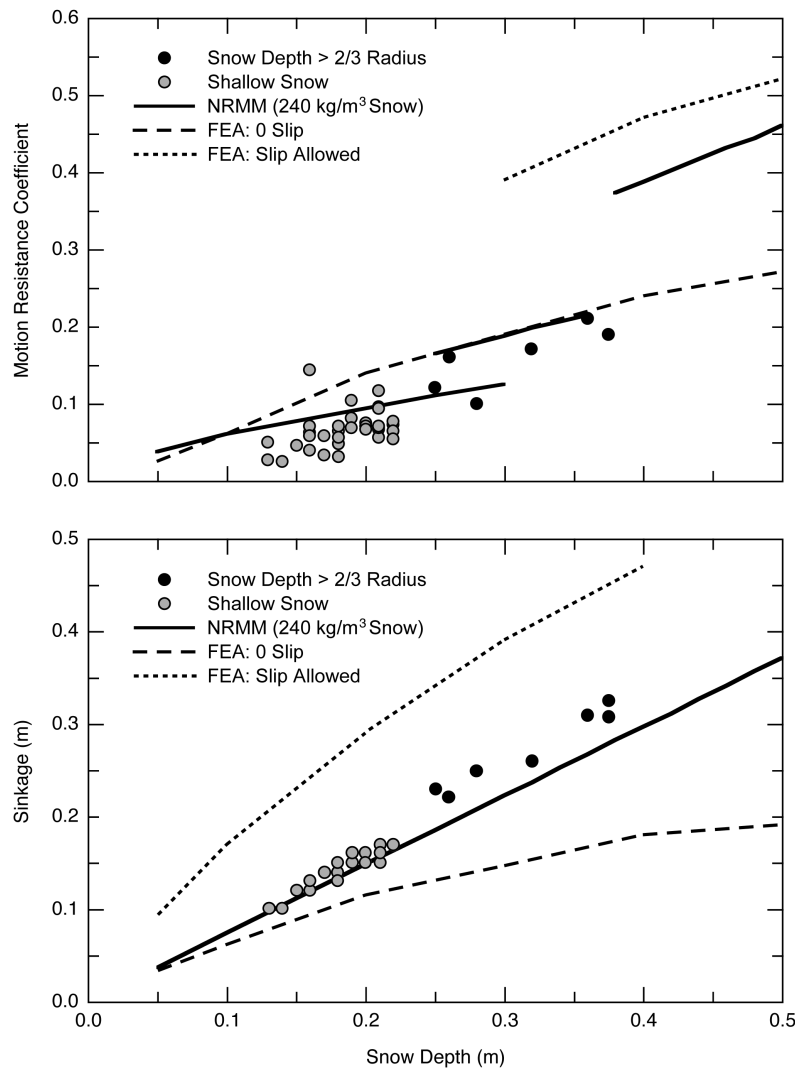 0.6
0.5
0.4
0.3
0.2
0.1
0.0
Motion Resistance Coefficient
Snow Depth > 2/3 Radius
Shallow Snow
NRMM (240 kg/m³ Snow)
FEA: 0 Slip
FEA: Slip Allowed
0.5
0.4
0.3
0.2
0.1
0.0
Sinkage (m)
Snow Depth > 2/3 Radius
Shallow Snow
NRMM (240 kg/m³ Snow)
FEA: 0 Slip
FEA: Slip Allowed
0.0 0.1 0.2 0.3 0.4 0.5
Snow Depth (m)